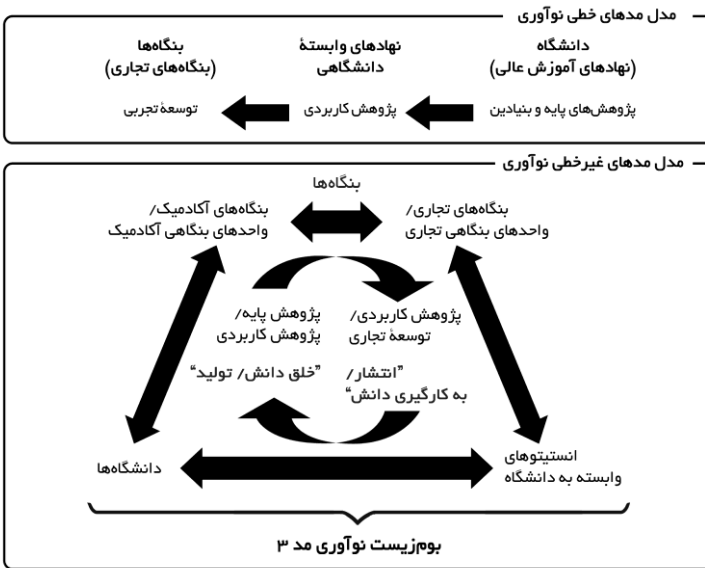 مدل مدهای خطی نوآوری
دانشگاه
(نهادهای آموزش عالی)
نهادهای وابستهٔ
دانشگاهی
بنگاه‌ها
(بنگاه‌های تجاری)
پژوهش‌های پایه و بنیادین
پژوهش کاربردی
توسعهٔ تجربی
مدل مدهای غیرخطی نوآوری
بنگاه‌ها
بنگاه‌های تجاری/
واحدهای بنگاهی تجاری
بنگاه‌های آکادمیک/
واحدهای بنگاهی آکادمیک
پژوهش کاربردی/
توسعهٔ تجاری
پژوهش پایه/
پژوهش کاربردی
"انتشار/
به کارگیری دانش"
"خلق دانش/ تولید"
انستیتوهای
وابسته به دانشگاه
دانشگاه‌ها
بوم‌زیست نوآوری مد ۳